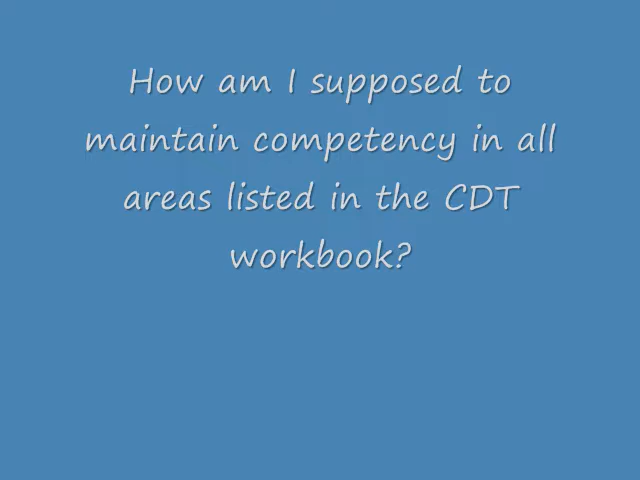 How am I supposed to
maintain competency in all
areas listed in the CDT
workbook?